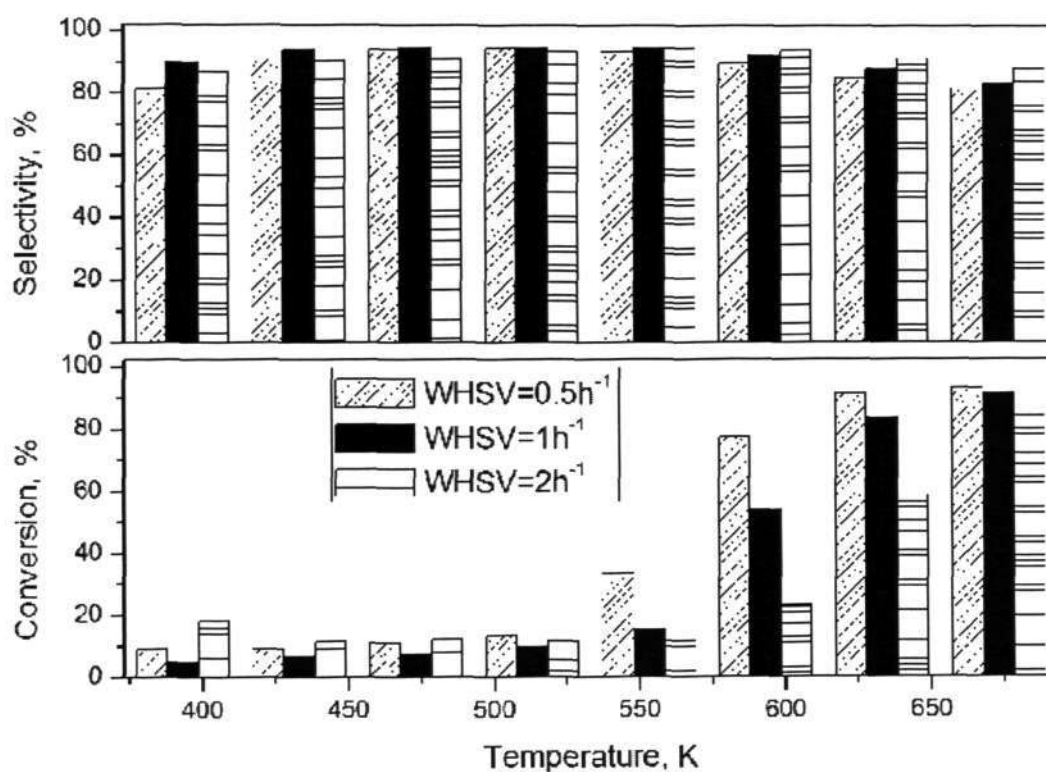 100
80
60
40
20
0
Selectivity, %
100
80
60
40
20
0
Conversion, %
WHSV=0.5h⁻¹
WHSV=1h⁻¹
WHSV=2h⁻¹
400 450 500 550 600 650
Temperature, K